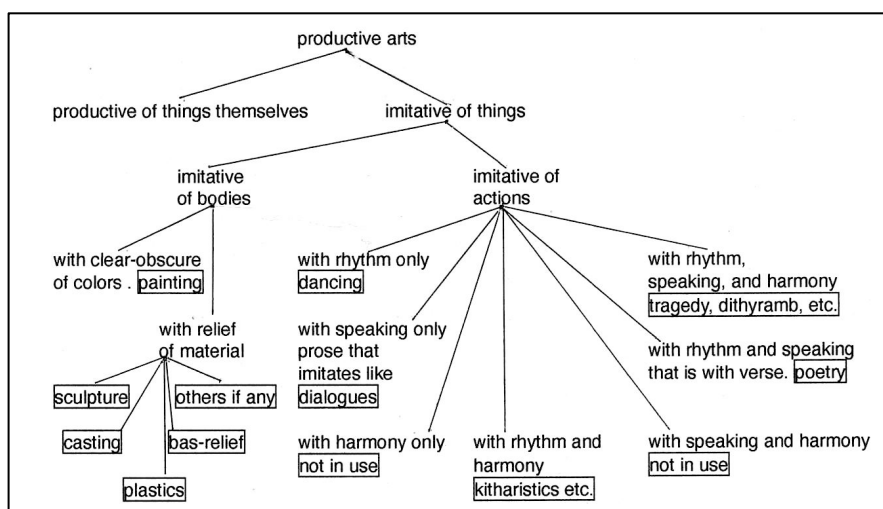 productive arts
productive of things themselves
imitative of things
imitative
of bodies
imitative of
actions
with clear-obscure
of colors . painting
with rhythm only
dancing
with rhythm,
speaking, and harmony
tragedy, dithyramb, etc.
with relief
of material
with speaking only
prose that
imitates like
dialogues
with rhythm and speaking
that is with verse. poetry
sculpture
others if any
casting
bas-relief
plastics
with harmony only
not in use
with rhythm and
harmony
kitharistics etc.
with speaking and harmony
not in use